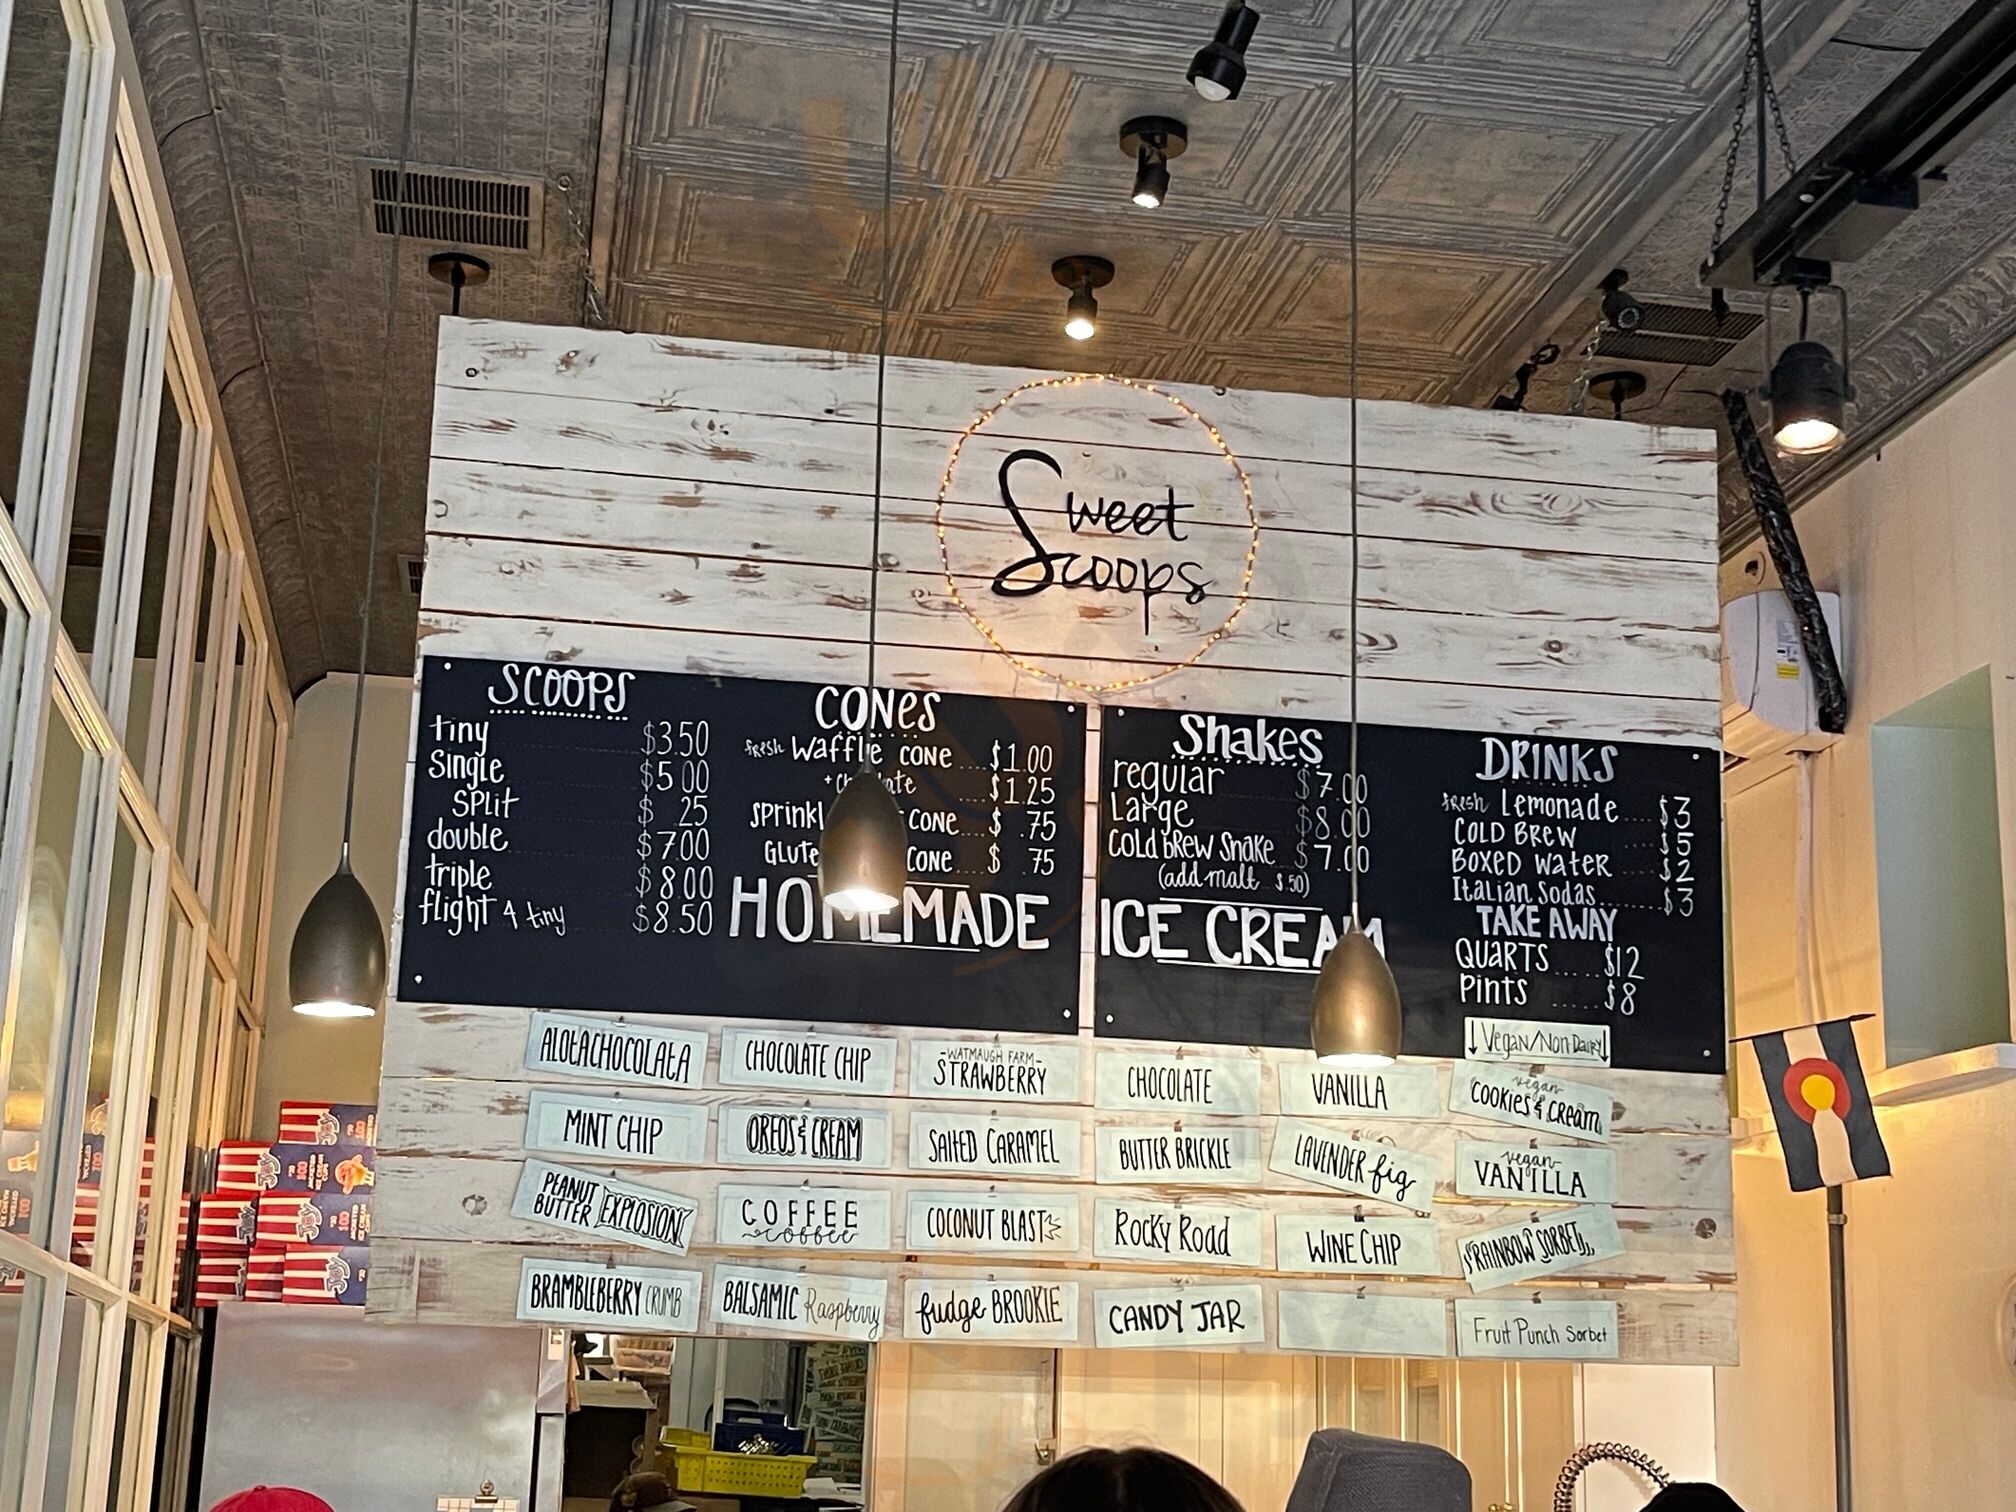 Sweet
Scoops
SCOOPS
tiny $3.50
Single $5.00
SPLIT $ .25
double $7.00
triple $8.00
flight 4 tiny $8.50
CONES
fresh Waffle CONE .... $1.00
.... $1.25
CONE... $ .75
CONE $ .75
HOMEMADE
Shakes
regular $7.00
Large $8.00
Cold BREW Shake $7.00
(add malt $.50)
ICE CREAM
DRINKS
fresh Lemonade .... $3
COLD BREW .... $5
BOXED WATER .... $2
Italian Sodas ........ $3
TAKE AWAY
QUARTS ..... $12
Pints ..... $8
↓Vegan/Non-Dairy↓
ALOTACHOCOLATA
CHOCOLATE CHIP
-WATMAUGH FARM-
STRAWBERRY
CHOCOLATE
VANILLA
vegan
COOKIES & CREAM
MINT CHIP
OREOS & CREAM
SALTED CARAMEL
BUTTER BRICKLE
LAVENDER fig
vegan
VANILLA
PEANUT
BUTTER EXPLOSION
COFFEE
coffee
COCONUT BLAST
ROCKY ROAD
WINE CHIP
RAINBOW SORBET
BRAMBLEBERRY CRUMB
BALSAMIC Raspberry
fudge BROOKIE
CANDY JAR
Fruit Punch Sorbet
JOY
100
JOY
100
JOY